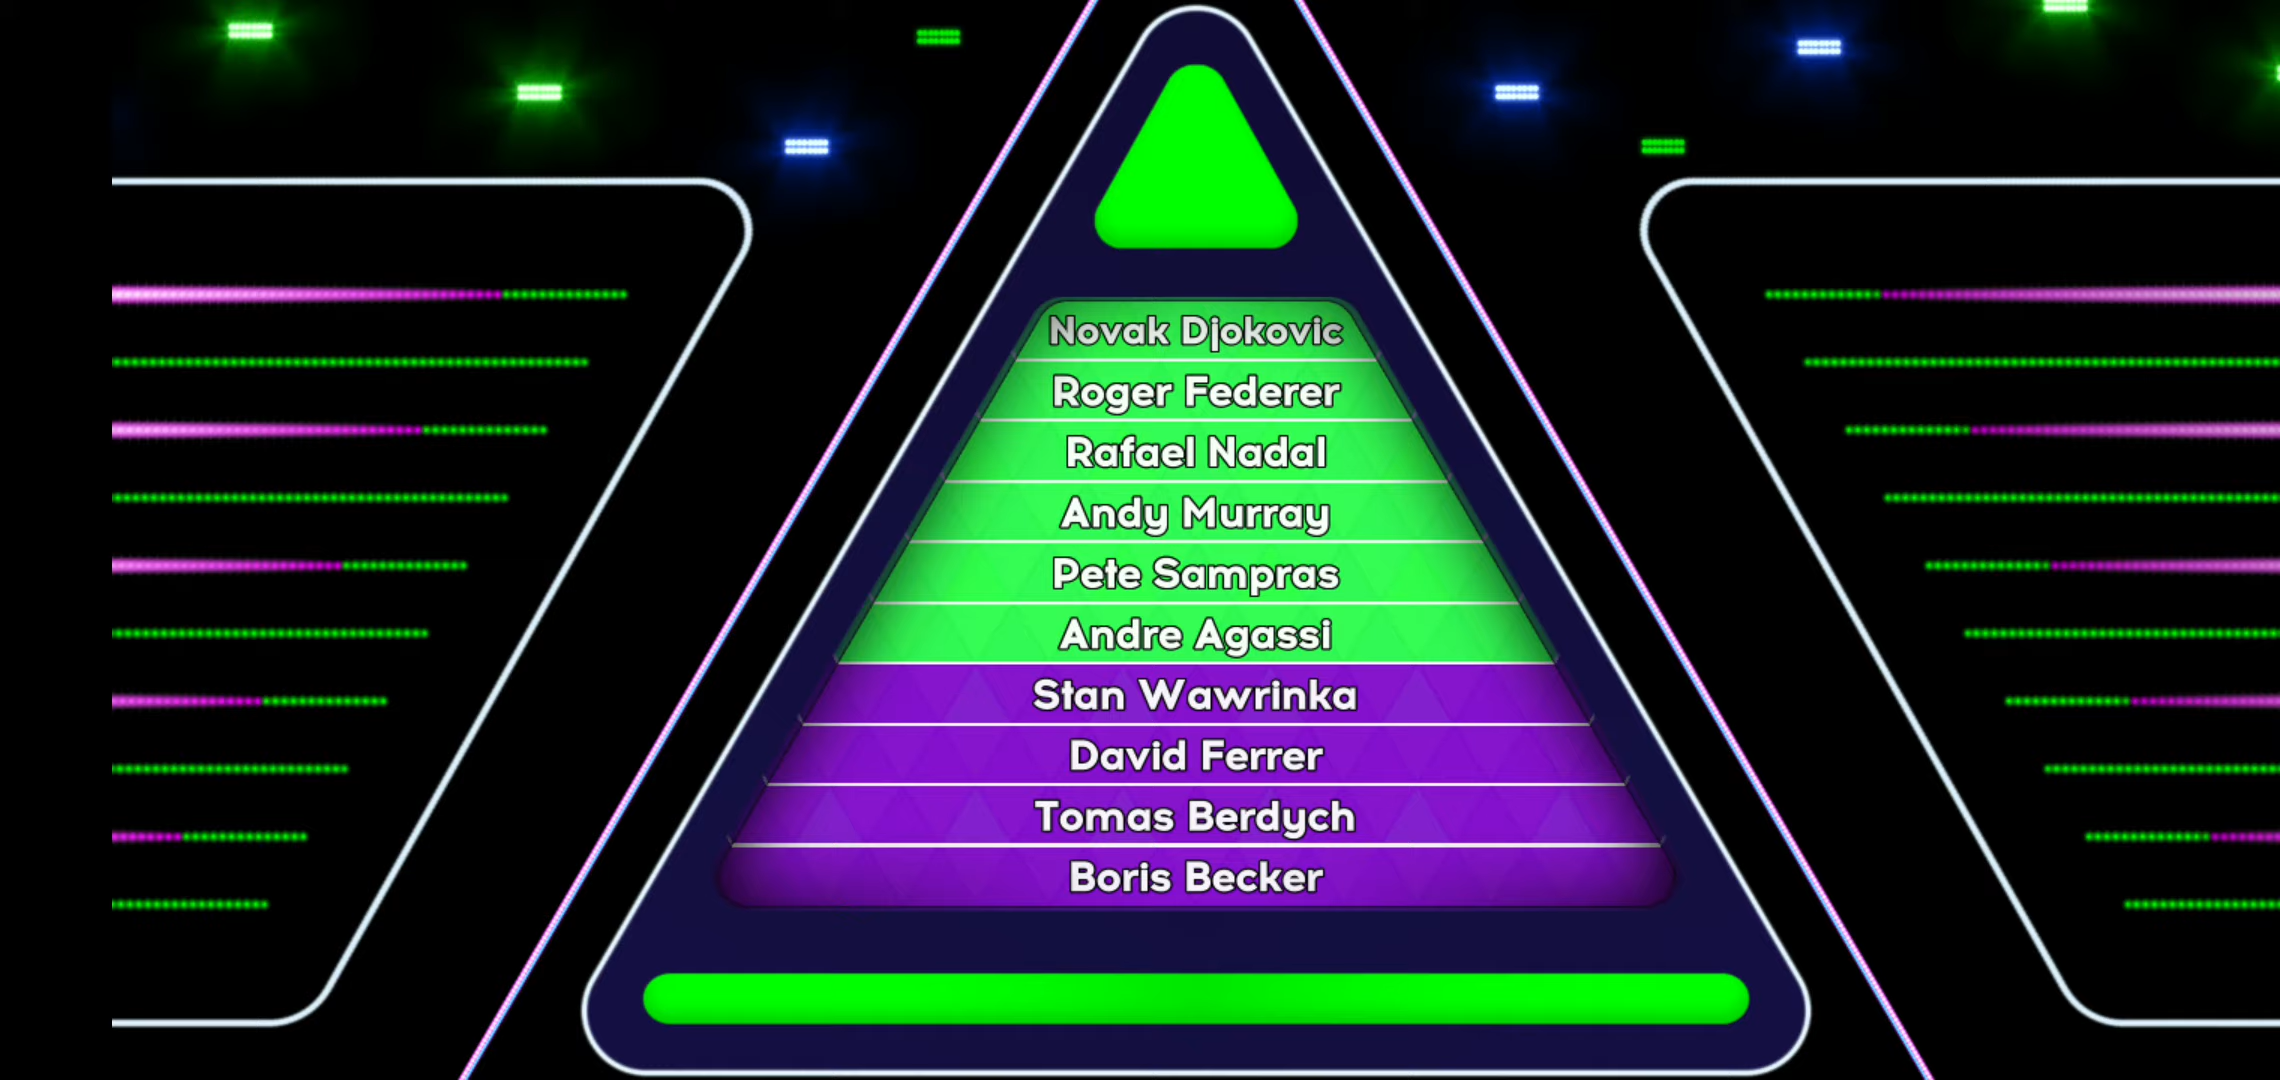 Novak Djokovic
Roger Federer
Rafael Nadal
Andy Murray
Pete Sampras
Andre Agassi
Stan Wawrinka
David Ferrer
Tomas Berdych
Boris Becker